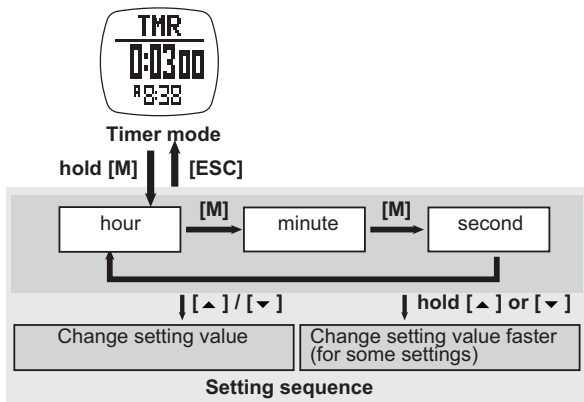 TMR
0:03 00
A 8:38
Timer mode
hold [M] [ESC]
hour [M] minute [M] second
[▲] / [▼]
hold [▲] or [▼]
Change setting value
Change setting value faster
(for some settings)
Setting sequence